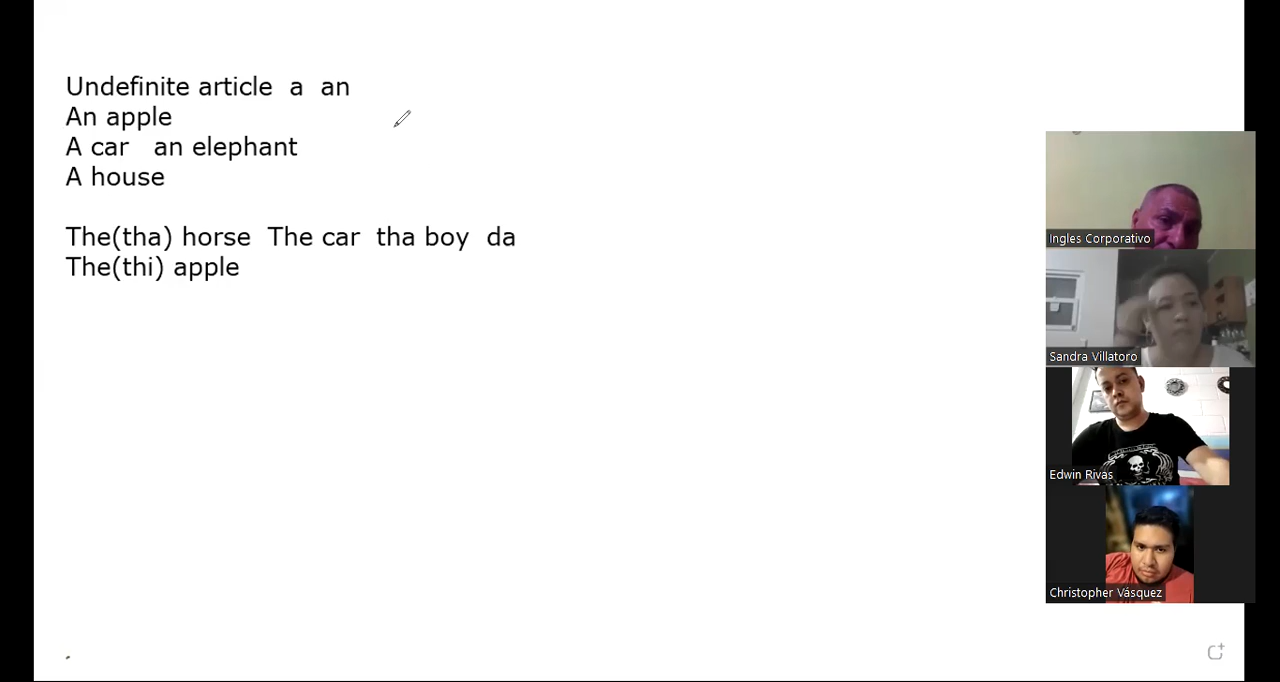 Undefinite article  a  an
An apple
A car   an elephant
A house
The(tha) horse  The car  tha boy  da
The(thi) apple
Ingles Corporativo
Sandra Villatoro
Edwin Rivas
Christopher Vásquez